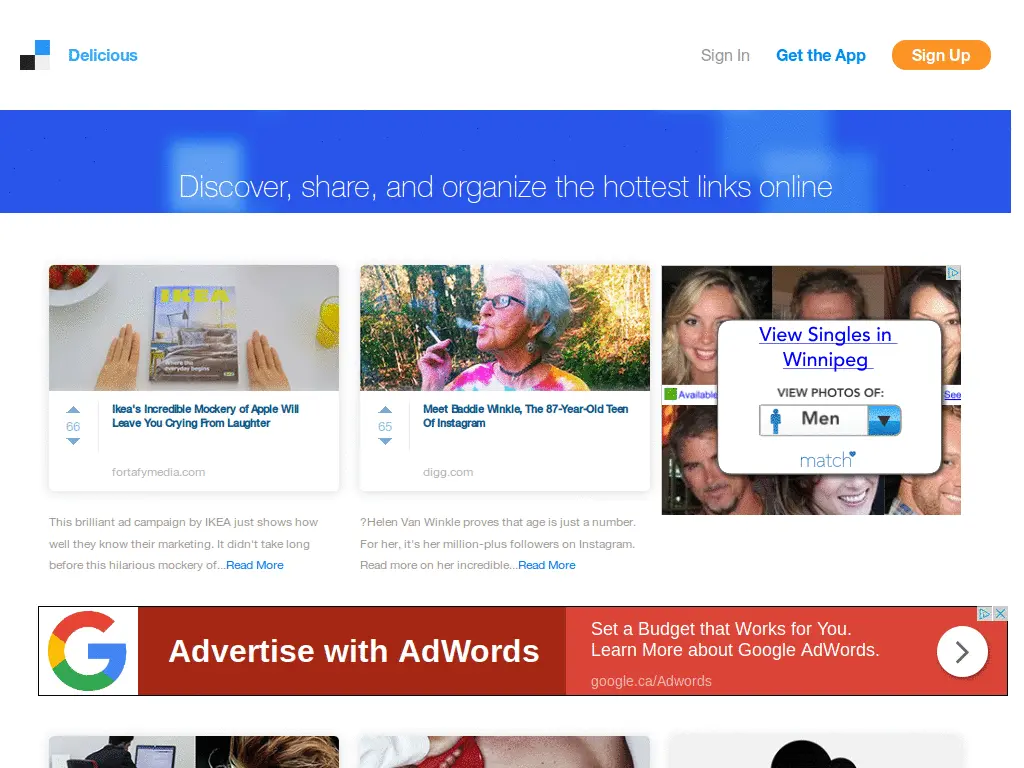 Delicious
Sign In
Get the App
Sign Up
Discover, share, and organize the hottest links online
IKEA
Where the
everyday begins
66
Ikea's Incredible Mockery of Apple Will
Leave You Crying From Laughter
fortafymedia.com
This brilliant ad campaign by IKEA just shows how
well they know their marketing. It didn't take long
before this hilarious mockery of...Read More
65
Meet Baddie Winkle, The 87-Year-Old Teen
Of Instagram
digg.com
?Helen Van Winkle proves that age is just a number.
For her, it's her million-plus followers on Instagram.
Read more on her incredible...Read More
View Singles in
Winnipeg
VIEW PHOTOS OF:
Men
match
Available
See
Advertise with AdWords
Set a Budget that Works for You.
Learn More about Google AdWords.
google.ca/Adwords